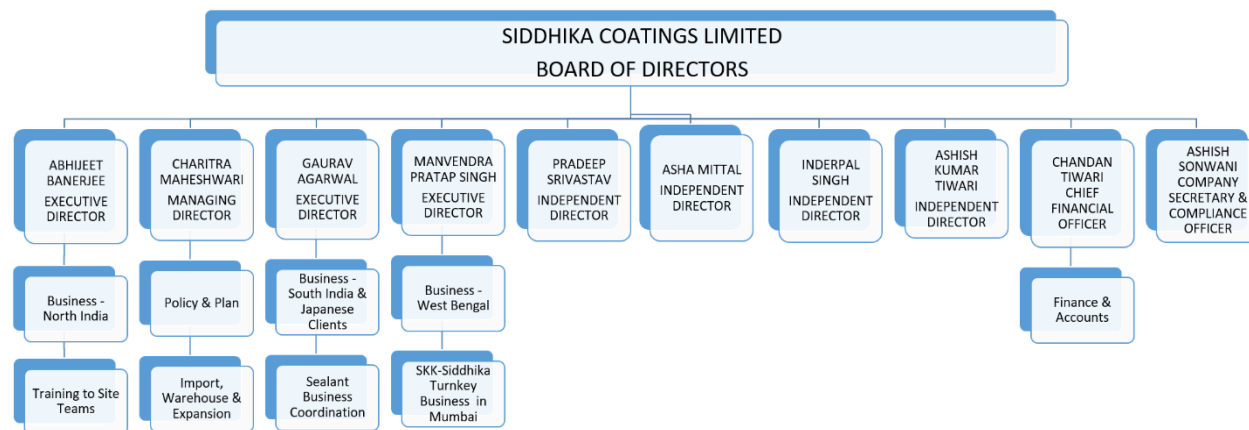 SIDDHIKA COATINGS LIMITED
BOARD OF DIRECTORS
ABHIJEET
BANERJEE
EXECUTIVE
DIRECTOR
CHARITRA
MAHESHWARI
MANAGING
DIRECTOR
GAURAV
AGARWAL
EXECUTIVE
DIRECTOR
MANVENDRA
PRATAP SINGH
EXECUTIVE
DIRECTOR
PRADEEP
SRIVASTAV
INDEPENDENT
DIRECTOR
ASHA MITTAL
INDEPENDENT
DIRECTOR
INDERPAL
SINGH
INDEPENDENT
DIRECTOR
ASHISH
KUMAR
TIWARI
INDEPENDENT
DIRECTOR
CHANDAN
TIWARI
CHIEF
FINANCIAL
OFFICER
ASHISH
SONWANI
COMPANY
SECRETARY &
COMPLIANCE
OFFICER
Business -
North India
Policy & Plan
Business -
South India &
Japanese
Clients
Business -
West Bengal
Finance &
Accounts
Training to Site
Teams
Import,
Warehouse &
Expansion
Sealant
Business
Coordination
SKK-Siddhika
Turnkey
Business in
Mumbai